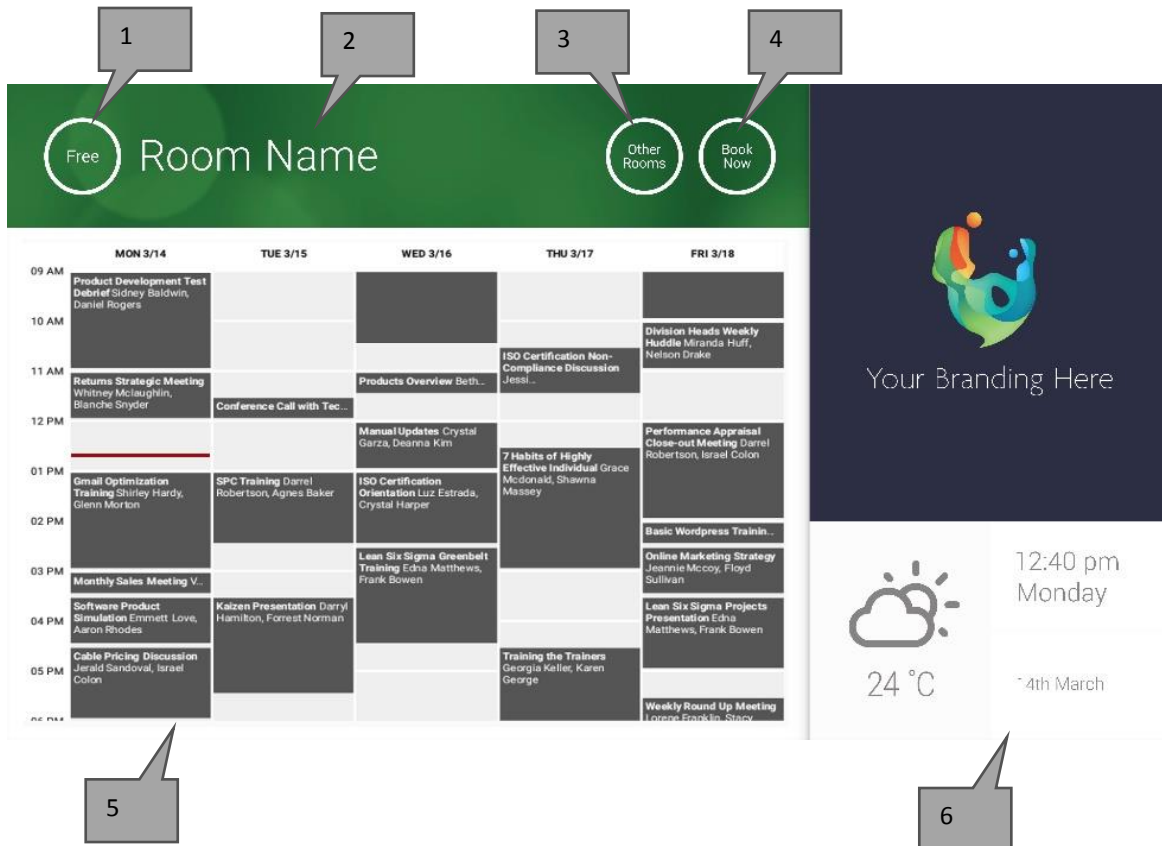 1
2
3
4
Free
Room Name
Other
Rooms
Book
Now
MON 3/14
TUE 3/15
WED 3/16
THU 3/17
FRI 3/18
09 AM
10 AM
11 AM
12 PM
01 PM
02 PM
03 PM
04 PM
05 PM
06 PM
Product Development Test
Debrief Sidney Baldwin,
Daniel Rogers
Returns Strategic Meeting
Whitney Mclaughlin,
Blanche Snyder
Gmail Optimization
Training Shirley Hardy,
Glenn Morton
Monthly Sales Meeting V...
Software Product
Simulation Emmett Love,
Aaron Rhodes
Cable Pricing Discussion
Jerald Sandoval, Israel
Colon
Conference Call with Tec...
SPC Training Darrel
Robertson, Agnes Baker
Kaizen Presentation Darryl
Hamilton, Forrest Norman
Products Overview Beth...
Manual Updates Crystal
Garza, Deanna Kim
ISO Certification
Orientation Luz Estrada,
Crystal Harper
Lean Six Sigma Greenbelt
Training Edna Matthews,
Frank Bowen
ISO Certification Non-
Compliance Discussion
Jessi...
7 Habits of Highly
Effective Individual Grace
Mcdonald, Shawna
Massey
Training the Trainers
Georgia Keller, Karen
George
Division Heads Weekly
Huddle Miranda Huff,
Nelson Drake
Performance Appraisal
Close-out Meeting Darrel
Robertson, Israel Colon
Basic Wordpress Trainin...
Online Marketing Strategy
Jeannie Mccoy, Floyd
Sullivan
Lean Six Sigma Projects
Presentation Edna
Matthews, Frank Bowen
Weekly Round Up Meeting
Lorene Franklin, Stacy
Your Branding Here
12:40 pm
Monday
24 °C
14th March
5
6